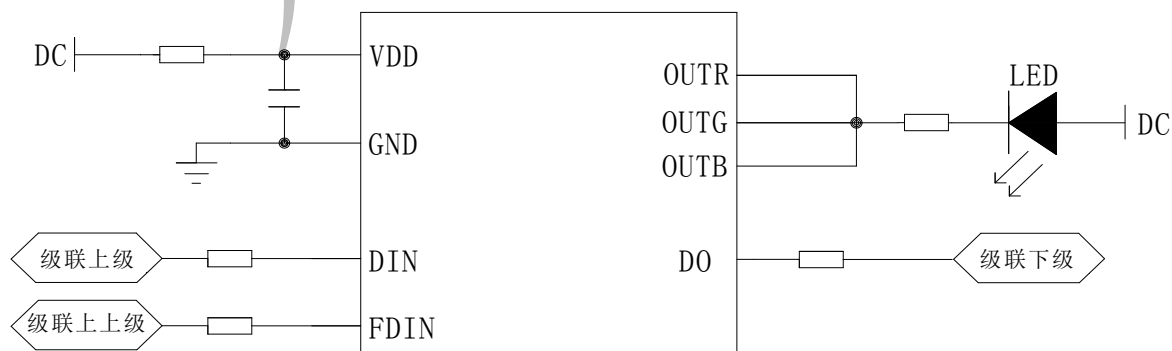 DC
VDD
GND
级联上级
DIN
级联上上级
FDIN
OUTR
OUTG
OUTB
LED
DC
DO
级联下级